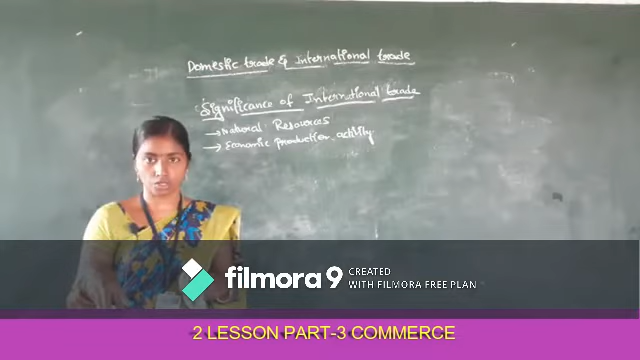 Domestic trade & International trade
Significance of International trade
→ Natural Resources
→ Economic production activity.
filmora 9 CREATED
WITH FILMORA FREE PLAN
2 LESSON PART-3 COMMERCE